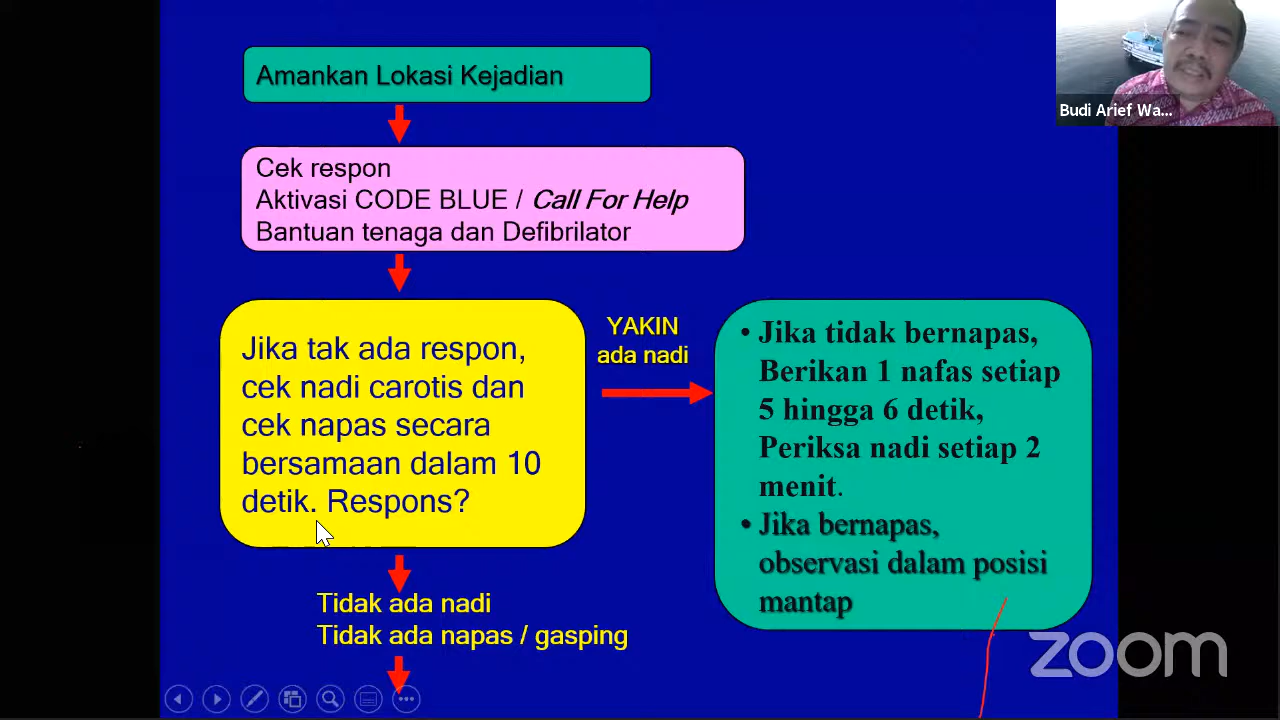 Amankan Lokasi Kejadian
Cek respon
Aktivasi CODE BLUE / Call For Help
Bantuan tenaga dan Defibrilator
Jika tak ada respon,
cek nadi carotis dan
cek napas secara
bersamaan dalam 10
detik. Respons?
YAKIN
ada nadi
• Jika tidak bernapas,
Berikan 1 nafas setiap
5 hingga 6 detik,
Periksa nadi setiap 2
menit.
• Jika bernapas,
observasi dalam posisi
mantap
Tidak ada nadi
Tidak ada napas / gasping
Budi Arief Wa...
zoom